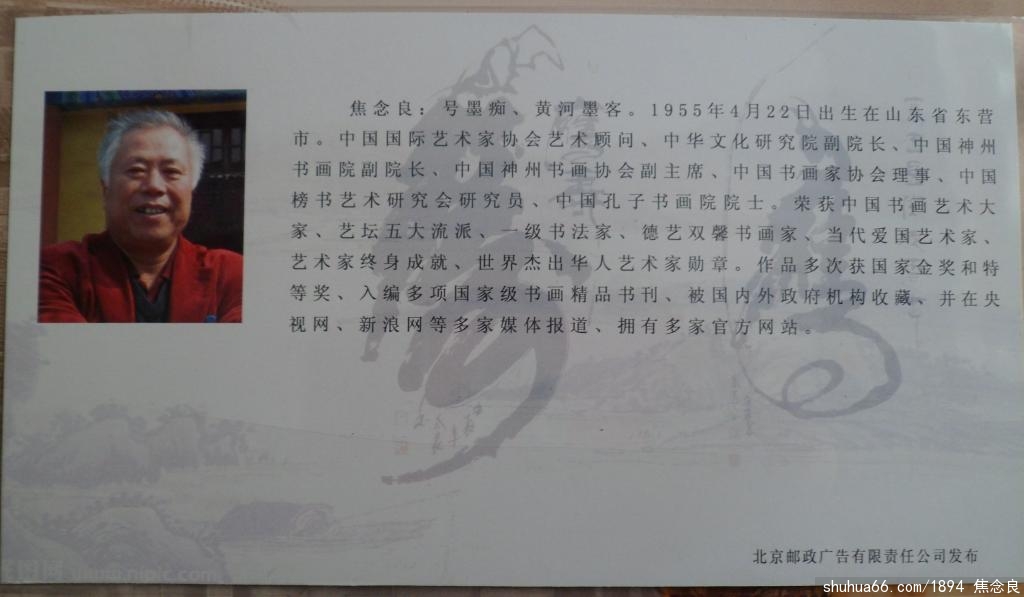 焦念良：号墨痴、黄河墨客。1955年4月22日出生在山东省东营
市。中国国际艺术家协会艺术顾问、中华文化研究院副院长、中国神州
书画院副院长、中国神州书画协会副主席、中国书画家协会理事、中国
榜书艺术研究会研究员、中国孔子书画院院士。荣获中国书画艺术大
家、艺坛五大流派、一级书法家、德艺双馨书画家、当代爱国艺术家、
艺术家终身成就、世界杰出华人艺术家勋章。作品多次获国家金奖和特
等奖、入编多项国家级书画精品书刊、被国内外政府机构收藏、并在央
视网、新浪网等多家媒体报道、拥有多家官方网站。
北京邮政广告有限责任公司发布
shuhua66.com/1894 焦念良